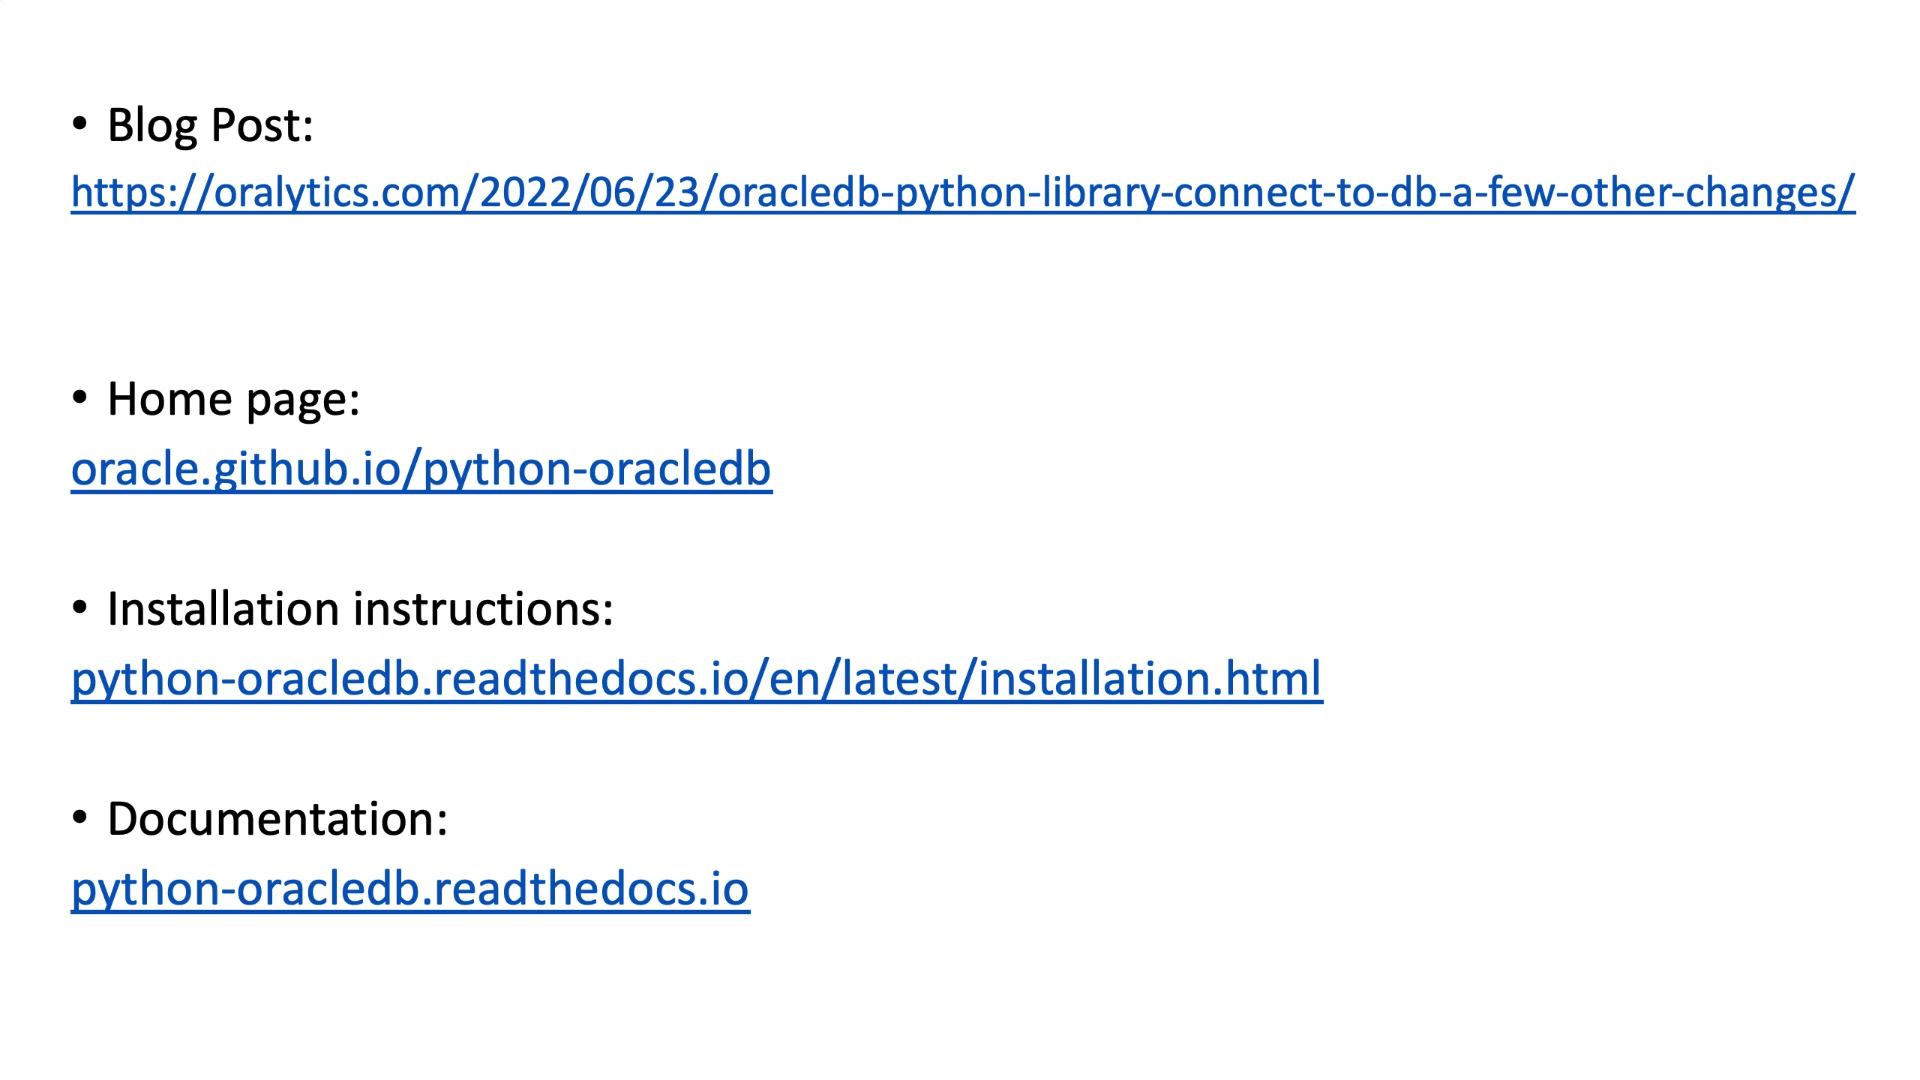 • Blog Post:
https://oralytics.com/2022/06/23/oracledb-python-library-connect-to-db-a-few-other-changes/
• Home page:
oracle.github.io/python-oracledb
• Installation instructions:
python-oracledb.readthedocs.io/en/latest/installation.html
• Documentation:
python-oracledb.readthedocs.io